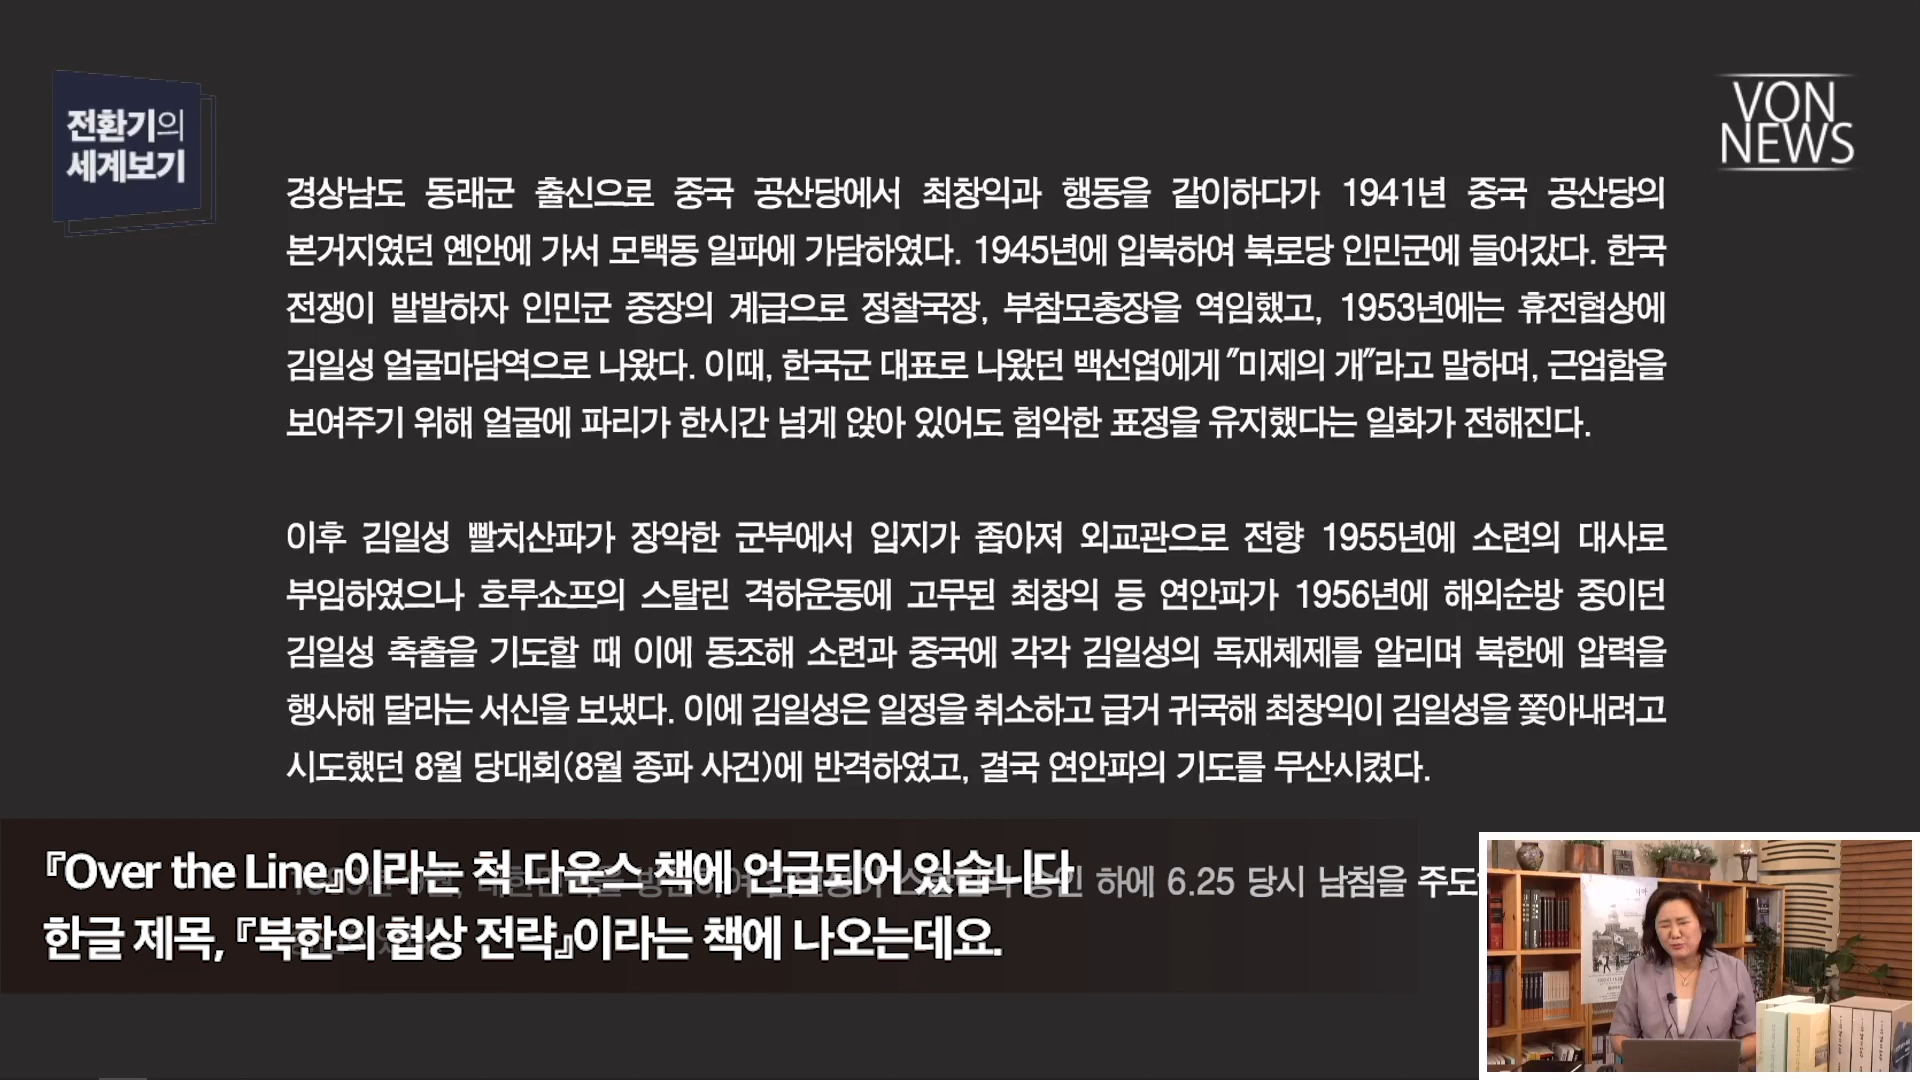 전환기의
세계보기
VON
NEWS
경상남도 동래군 출신으로 중국 공산당에서 최창익과 행동을 같이하다가 1941년 중국 공산당의
본거지였던 옌안에 가서 모택동 일파에 가담하였다. 1945년에 입북하여 북로당 인민군에 들어갔다. 한국
전쟁이 발발하자 인민군 중장의 계급으로 정찰국장, 부참모총장을 역임했고, 1953년에는 휴전협상에
김일성 얼굴마담역으로 나왔다. 이때, 한국군 대표로 나왔던 백선엽에게 "미제의 개"라고 말하며, 근엄함을
보여주기 위해 얼굴에 파리가 한시간 넘게 앉아 있어도 험악한 표정을 유지했다는 일화가 전해진다.
이후 김일성 빨치산파가 장악한 군부에서 입지가 좁아져 외교관으로 전향 1955년에 소련의 대사로
부임하였으나 흐루쇼프의 스탈린 격하운동에 고무된 최창익 등 연안파가 1956년에 해외순방 중이던
김일성 축출을 기도할 때 이에 동조해 소련과 중국에 각각 김일성의 독재체제를 알리며 북한에 압력을
행사해 달라는 서신을 보냈다. 이에 김일성은 일정을 취소하고 급거 귀국해 최창익이 김일성을 쫓아내려고
시도했던 8월 당대회(8월 종파 사건)에 반격하였고, 결국 연안파의 기도를 무산시켰다.
하에 6.25 당시 남침을
『Over the Line』이라는 척 다운스 책에 언급되어 있습니다
한글 제목, 『북한의 협상 전략』이라는 책에 나오는데요.